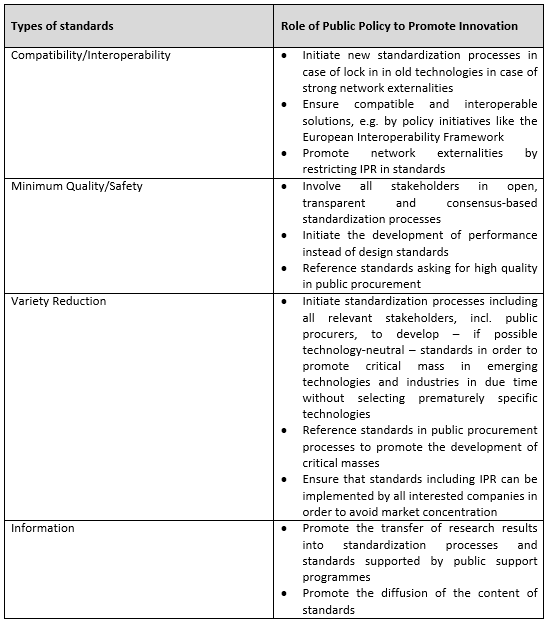 Types of standards
Role of Public Policy to Promote Innovation
Compatibility/Interoperability
• Initiate new standardization processes in
case of lock in in old technologies in case of
strong network externalities
• Ensure compatible and interoperable
solutions, e.g. by policy initiatives like the
European Interoperability Framework
• Promote network externalities by
restricting IPR in standards
Minimum Quality/Safety
• Involve all stakeholders in open,
transparent and consensus-based
standardization processes
• Initiate the development of performance
instead of design standards
• Reference standards asking for high quality
in public procurement
Variety Reduction
• Initiate standardization processes including
all relevant stakeholders, incl. public
procurers, to develop – if possible
technology-neutral – standards in order to
promote critical mass in emerging
technologies and industries in due time
without selecting prematurely specific
technologies
• Reference standards in public procurement
processes to promote the development of
critical masses
• Ensure that standards including IPR can be
implemented by all interested companies in
order to avoid market concentration
Information
• Promote the transfer of research results
into standardization processes and
standards supported by public support
programmes
• Promote the diffusion of the content of
standards